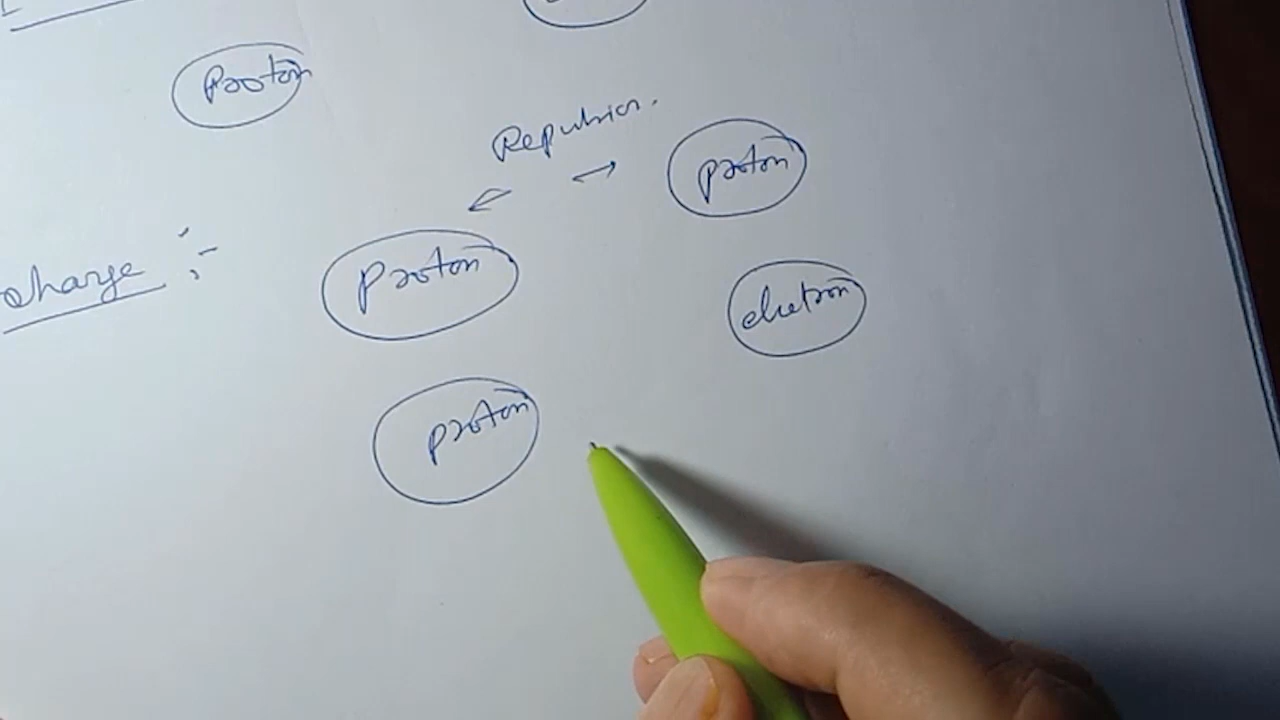 Proton
Repulsion.
proton
charge :-
Proton
electron
proton